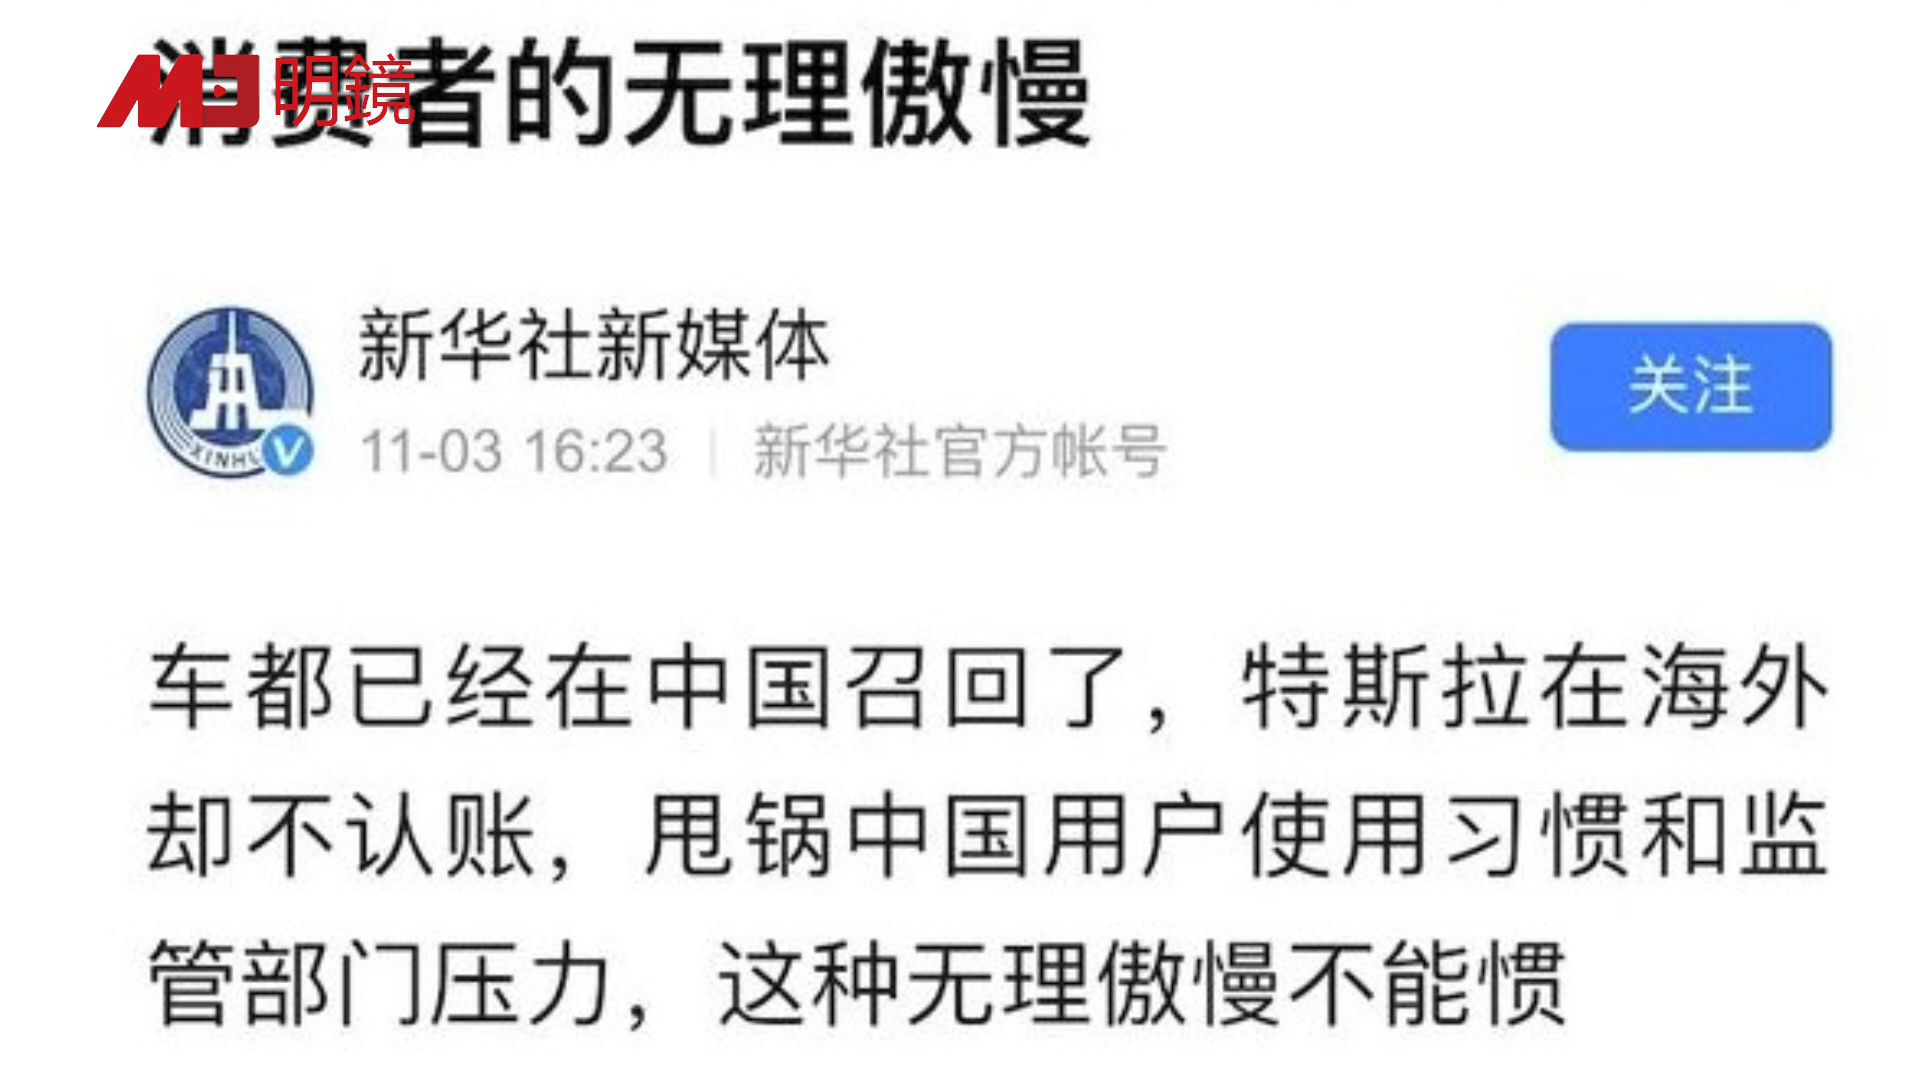 消费者的无理傲慢
明鏡
新华社新媒体
11-03 16:23 | 新华社官方帐号
关注
XINHU
车都已经在中国召回了，特斯拉在海外
却不认账，甩锅中国用户使用习惯和监
管部门压力，这种无理傲慢不能惯